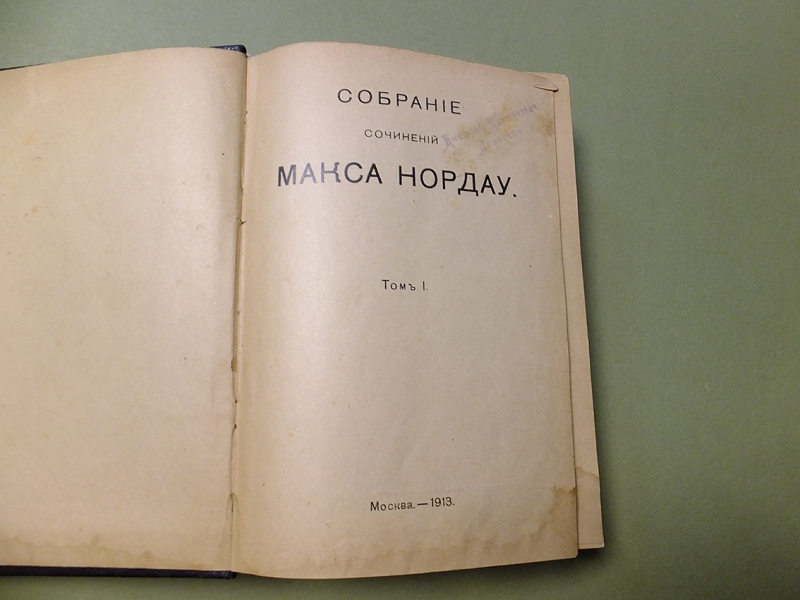 СОБРАНІЕ
СОЧИНЕНІЙ
МАКСА НОРДАУ.
Томъ I.
Москва.—1913.